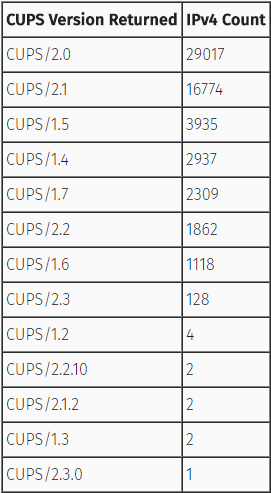 CUPS Version Returned IPv4 Count
CUPS/2.0 29017
CUPS/2.1 16774
CUPS/1.5 3935
CUPS/1.4 2937
CUPS/1.7 2309
CUPS/2.2 1862
CUPS/1.6 1118
CUPS/2.3 128
CUPS/1.2 4
CUPS/2.2.10 2
CUPS/2.1.2 2
CUPS/1.3 2
CUPS/2.3.0 1